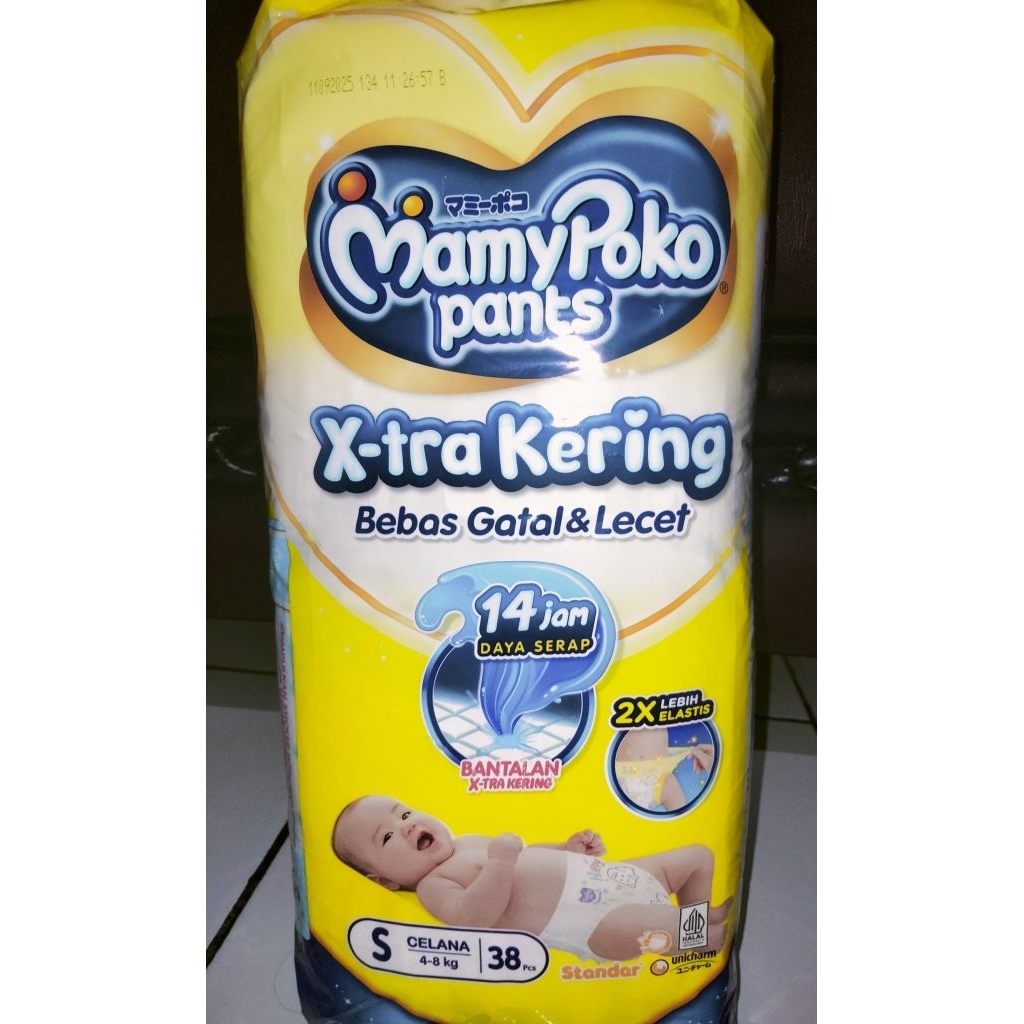 11092025 134 11:26:57 B
マミーポコ
MamyPoko
pants
®
X-tra Kering
Bebas Gatal & Lecet
14 jam
DAYA SERAP
2X LEBIH
ELASTIS
BANTALAN
X-TRA KERING
S CELANA
4-8 kg
38 Pcs
Standar
HALAL
unicharm
ユニ・チャーム